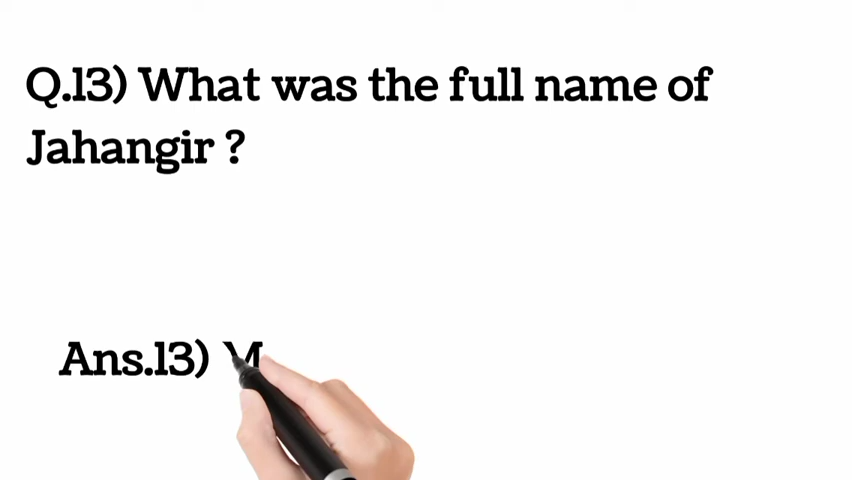 Q.13) What was the full name of
Jahangir ?
Ans.13) M